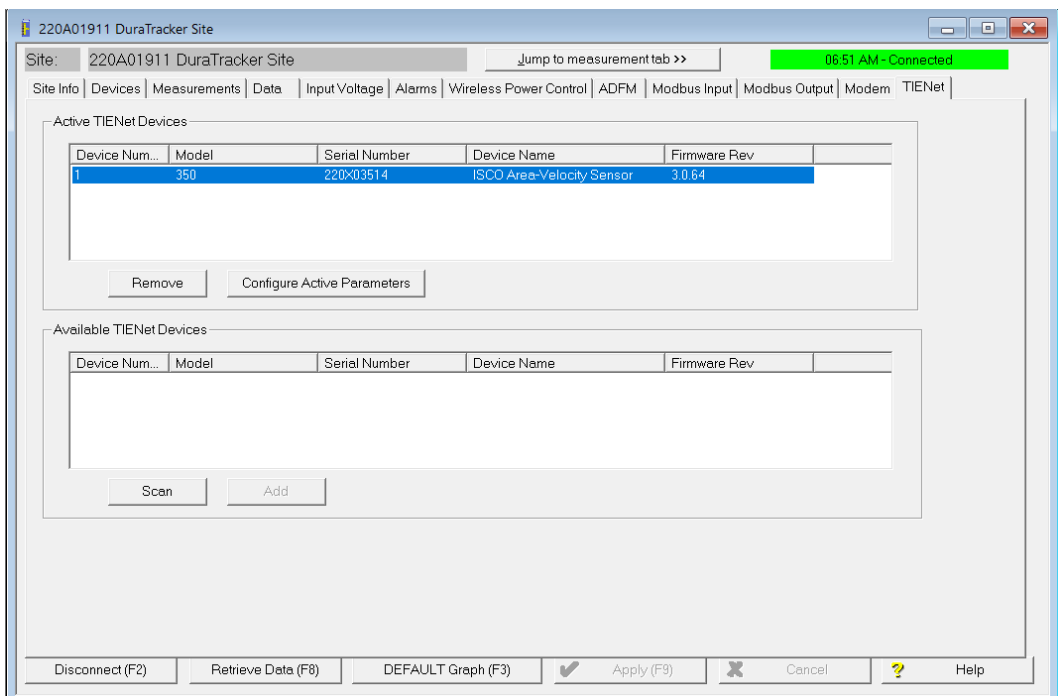 220A01911 DuraTracker Site
Site: 220A01911 DuraTracker Site Jump to measurement tab >> 06:51 AM - Connected
Site Info Devices Measurements Data Input Voltage Alarms Wireless Power Control ADFM Modbus Input Modbus Output Modem TIENet
Active TIENet Devices
Device Num... Model Serial Number Device Name Firmware Rev
1 350 220X03514 ISCO Area-Velocity Sensor 3.0.64
Remove Configure Active Parameters
Available TIENet Devices
Device Num... Model Serial Number Device Name Firmware Rev
Scan Add
Disconnect (F2) Retrieve Data (F8) DEFAULT Graph (F3) Apply (F9) Cancel ? Help